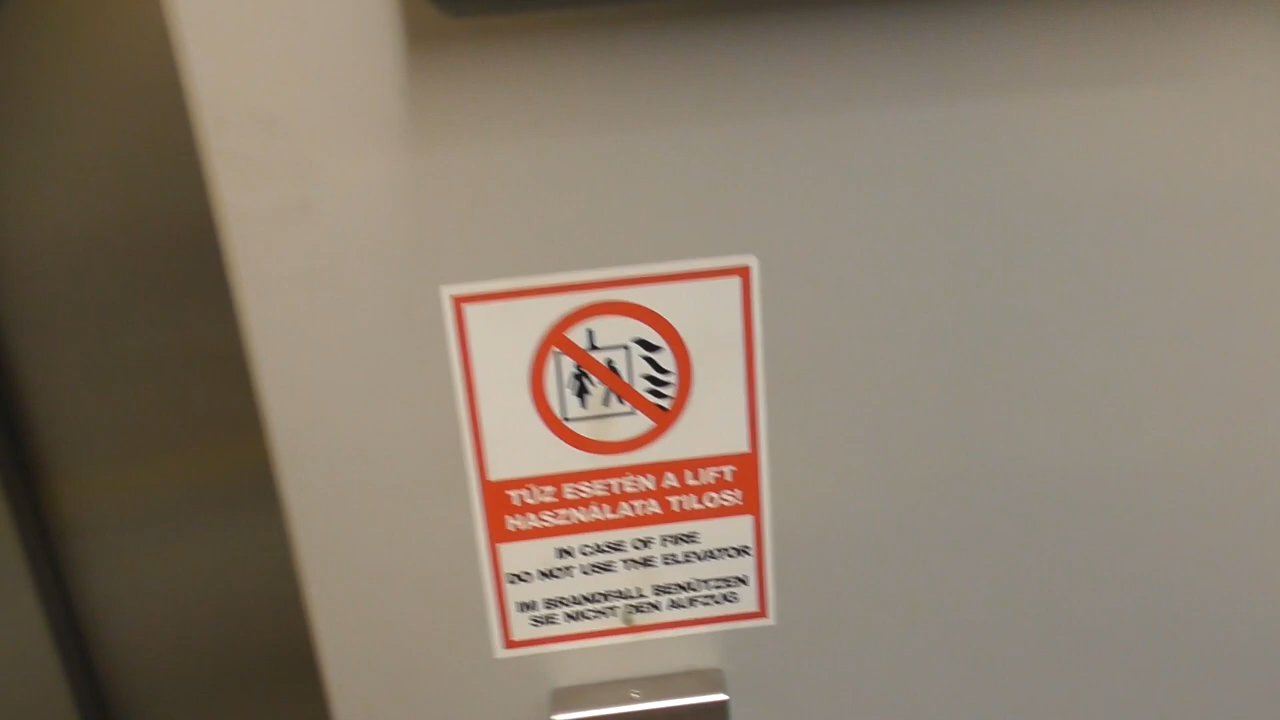 TŰZ ESETÉN A LIFT
HASZNÁLATA TILOS!
IN CASE OF FIRE
DO NOT USE THE ELEVATOR
IM BRANDFALL BENÜTZEN
SIE NICHT DEN AUFZUG